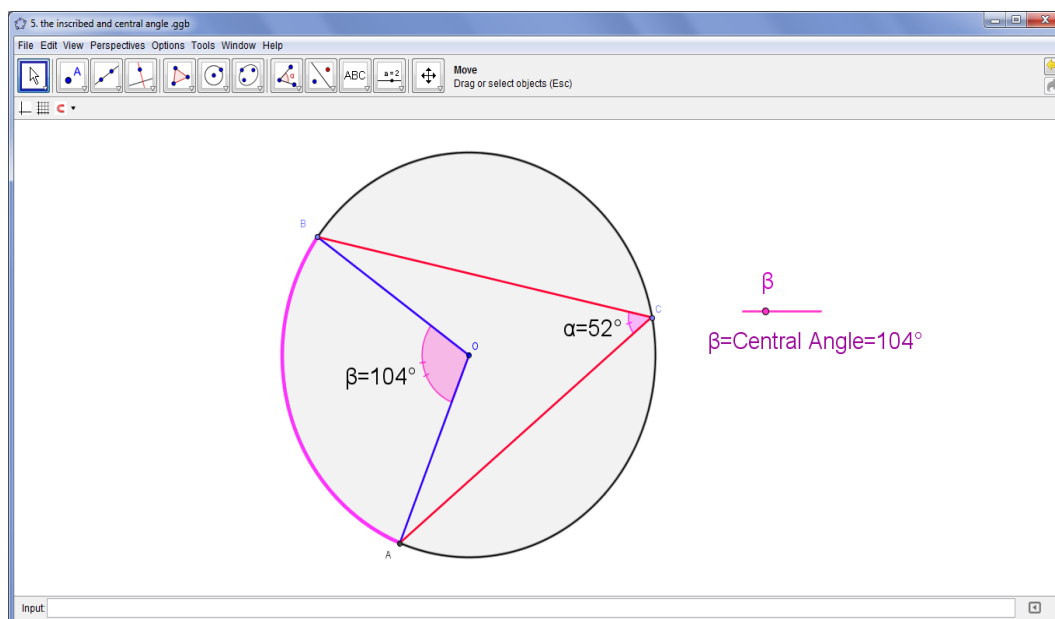 5. the inscribed and central angle .ggb
File Edit View Perspectives Options Tools Window Help
A
α
ABC
a=2
Move
Drag or select objects (Esc)
B
β
C
α=52°
O
β=Central Angle=104°
β=104°
A
Input: